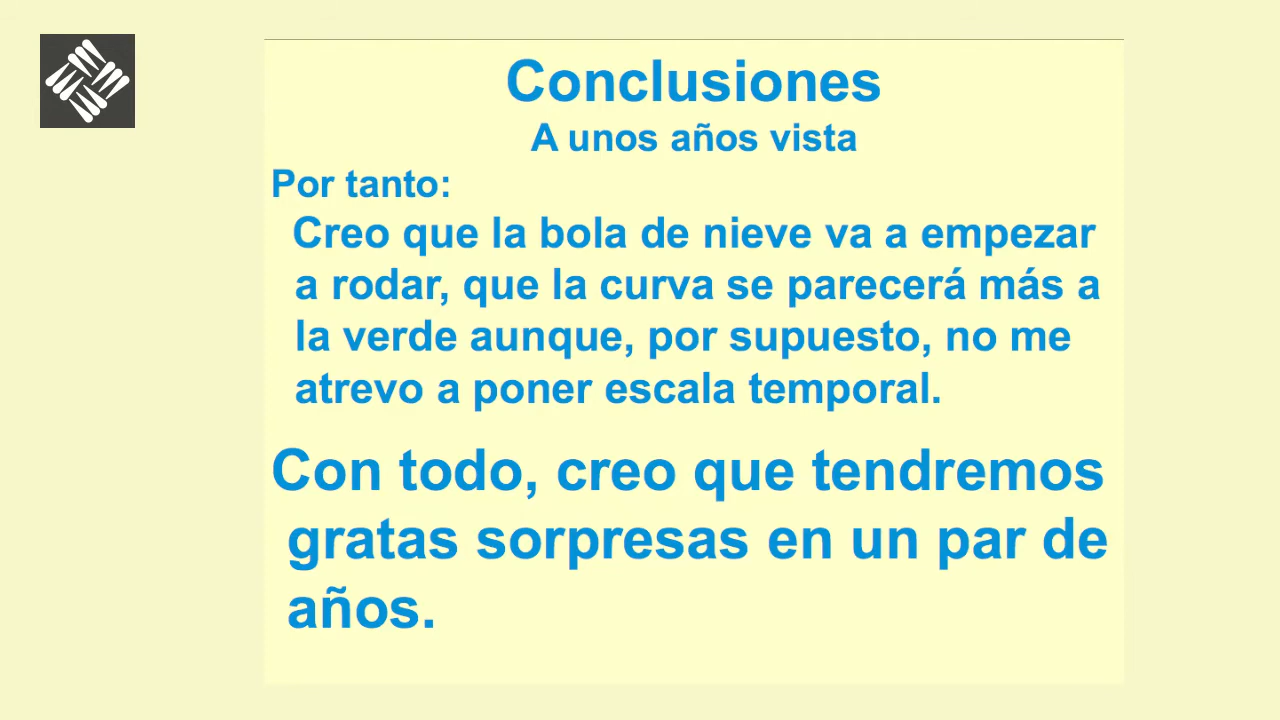 Conclusiones
A unos años vista
Por tanto:
Creo que la bola de nieve va a empezar
a rodar, que la curva se parecerá más a
la verde aunque, por supuesto, no me
atrevo a poner escala temporal.
Con todo, creo que tendremos
gratas sorpresas en un par de
años.